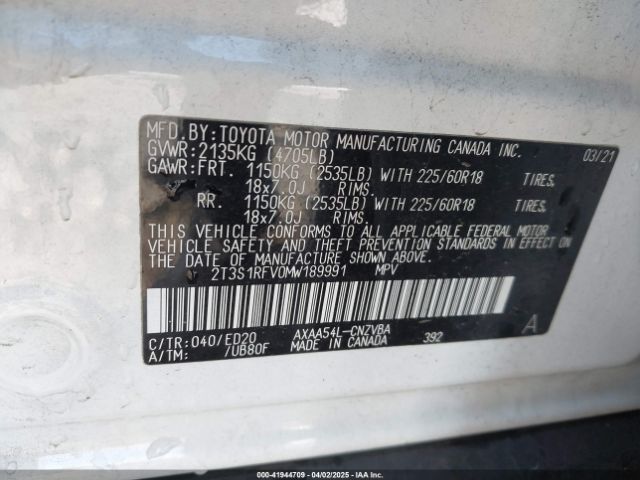 MFD. BY: TOYOTA MOTOR MANUFACTURING CANADA INC. 03/21
GVWR: 2135KG (4705LB)
GAWR: FRT. 1150KG (2535LB) WITH 225/60R18 TIRES.
18x7.0J RIMS.
RR. 1150KG (2535LB) WITH 225/60R18 TIRES.
18x7.0J RIMS.
THIS VEHICLE CONFORMS TO ALL APPLICABLE FEDERAL MOTOR
VEHICLE SAFETY AND THEFT PREVENTION STANDARDS IN EFFECT ON
THE DATE OF MANUFACTURE SHOWN ABOVE.
2T3S1RFV0MW189991 MPV
C/TR: 040/ED20 AXAA54L-CNZVBA A
A/TM: /UB80F MADE IN CANADA 392
000-41944709 - 04/02/2025 - IAAI.COM